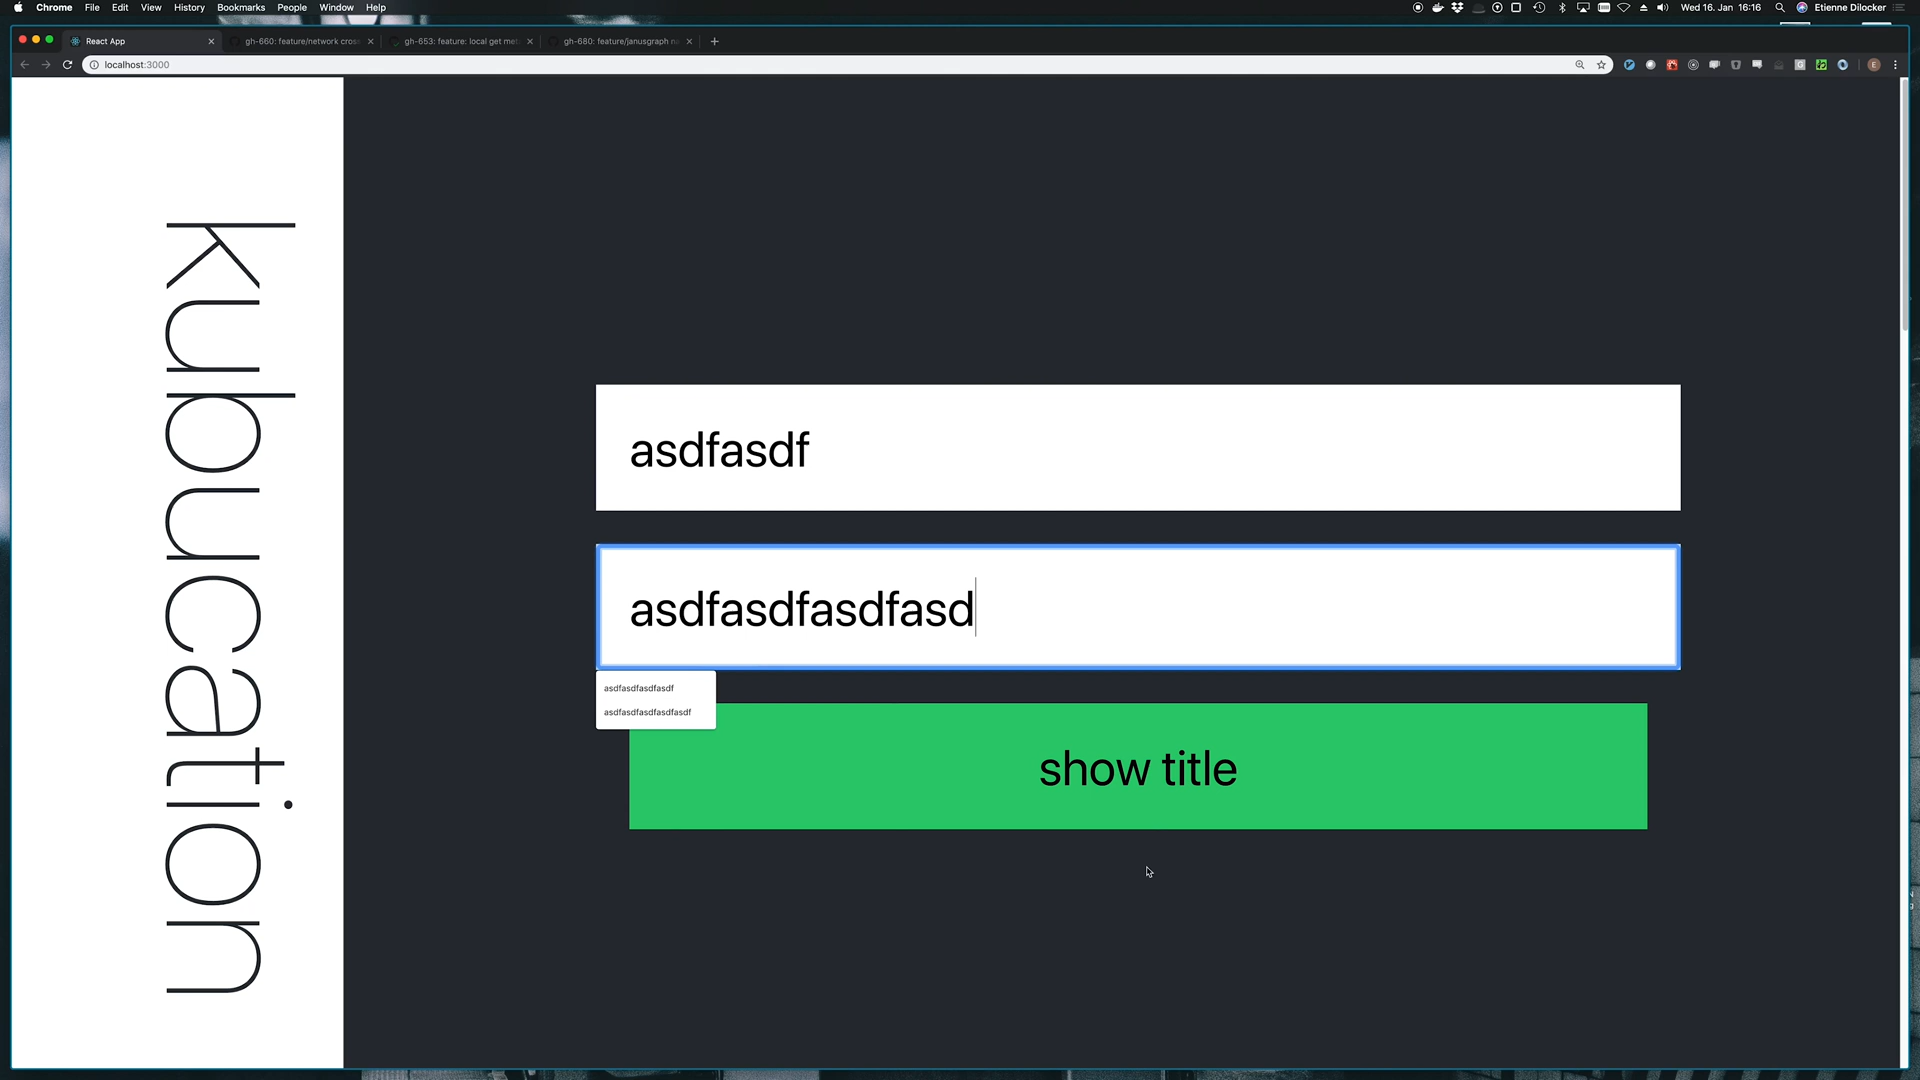 Chrome File Edit View History Bookmarks People Window Help Wed 16. Jan 16:16 Etienne Dilocker
React App gh-660: feature/network cros gh-653: feature: local get met gh-680: feature/janusgraph n
localhost:3000
kubucation
asdfasdf
asdfasdfasdfasd
asdfasdfasdfasdf
asdfasdfasdfasdfasdf
show title